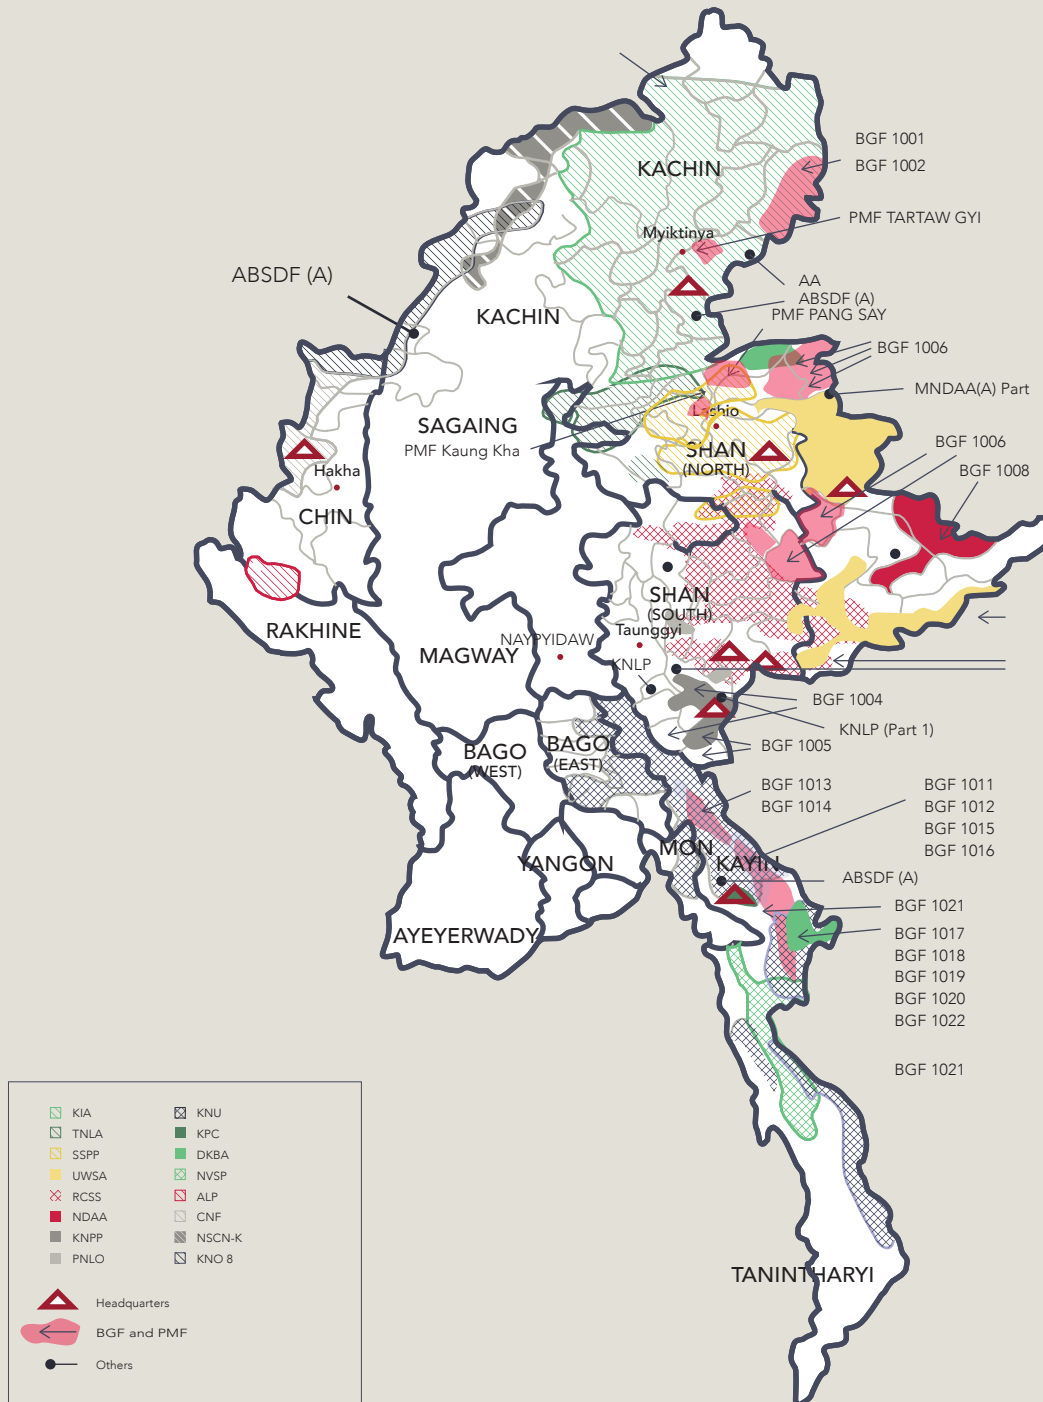 KACHIN
BGF 1001
BGF 1002
PMF TARTAW GYI
Myiktinya
ABSDF (A)
AA
ABSDF (A)
PMF PANG SAY
KACHIN
BGF 1006
MNDAA(A) Part
Lashio
SAGAING
PMF Kaung Kha
SHAN
(NORTH)
BGF 1006
BGF 1008
Hakha
CHIN
SHAN
(SOUTH)
Taunggyi
RAKHINE
NAYPYIDAW
MAGWAY
KNLP
BGF 1004
KNLP (Part 1)
BGF 1005
BAGO
(WEST)
BAGO
(EAST)
BGF 1013
BGF 1014
BGF 1011
BGF 1012
BGF 1015
BGF 1016
MON
KAYIN
YANGON
ABSDF (A)
AYEYERWADY
BGF 1021
BGF 1017
BGF 1018
BGF 1019
BGF 1020
BGF 1022
BGF 1021
TANINTHARYI
KIA
TNLA
SSPP
UWSA
RCSS
NDAA
KNPP
PNLO
KNU
KPC
DKBA
NVSP
ALP
CNF
NSCN-K
KNO 8
Headquarters
BGF and PMF
Others